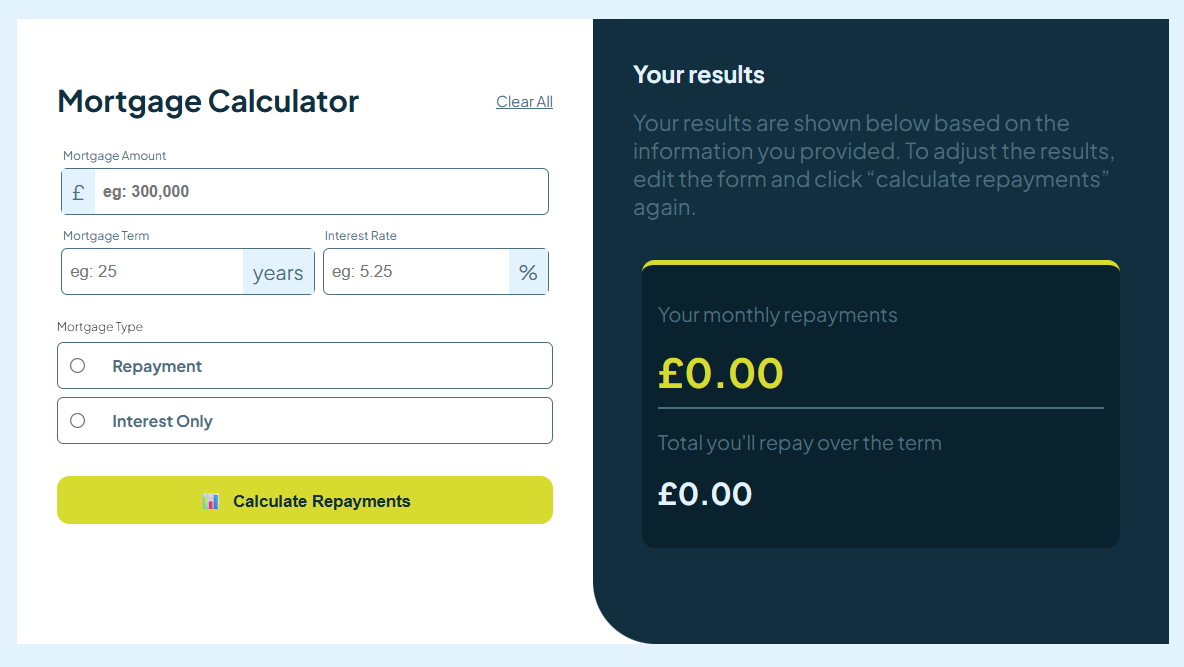 Mortgage Calculator
Clear All
Mortgage Amount
£ eg: 300,000
Mortgage Term
eg: 25 years
Interest Rate
eg: 5.25 %
Mortgage Type
Repayment
Interest Only
Calculate Repayments
Your results
Your results are shown below based on the
information you provided. To adjust the results,
edit the form and click “calculate repayments”
again.
Your monthly repayments
£0.00
Total you'll repay over the term
£0.00